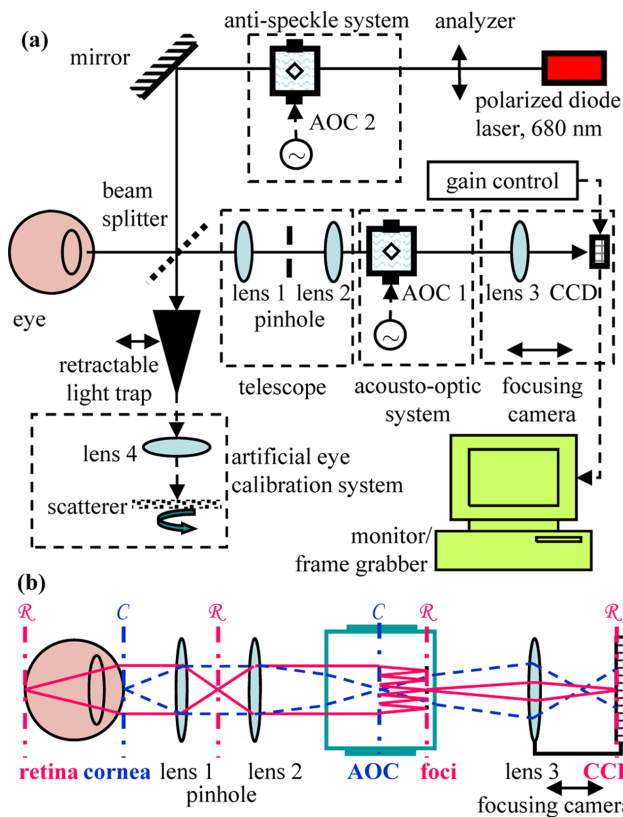 (a)
anti-speckle system
analyzer
mirror
AOC 2
polarized diode
laser, 680 nm
~
beam
splitter
gain control
lens 1
lens 2
pinhole
AOC 1
lens 3
CCD
eye
~
retractable
light trap
telescope
acousto-optic
system
focusing
camera
lens 4
artificial eye
calibration system
scatterer
monitor/
frame grabber
(b)
ℛ
C
ℛ
C
ℛ
ℛ
retina
cornea
lens 1
lens 2
AOC
foci
lens 3
CCD
pinhole
focusing camera